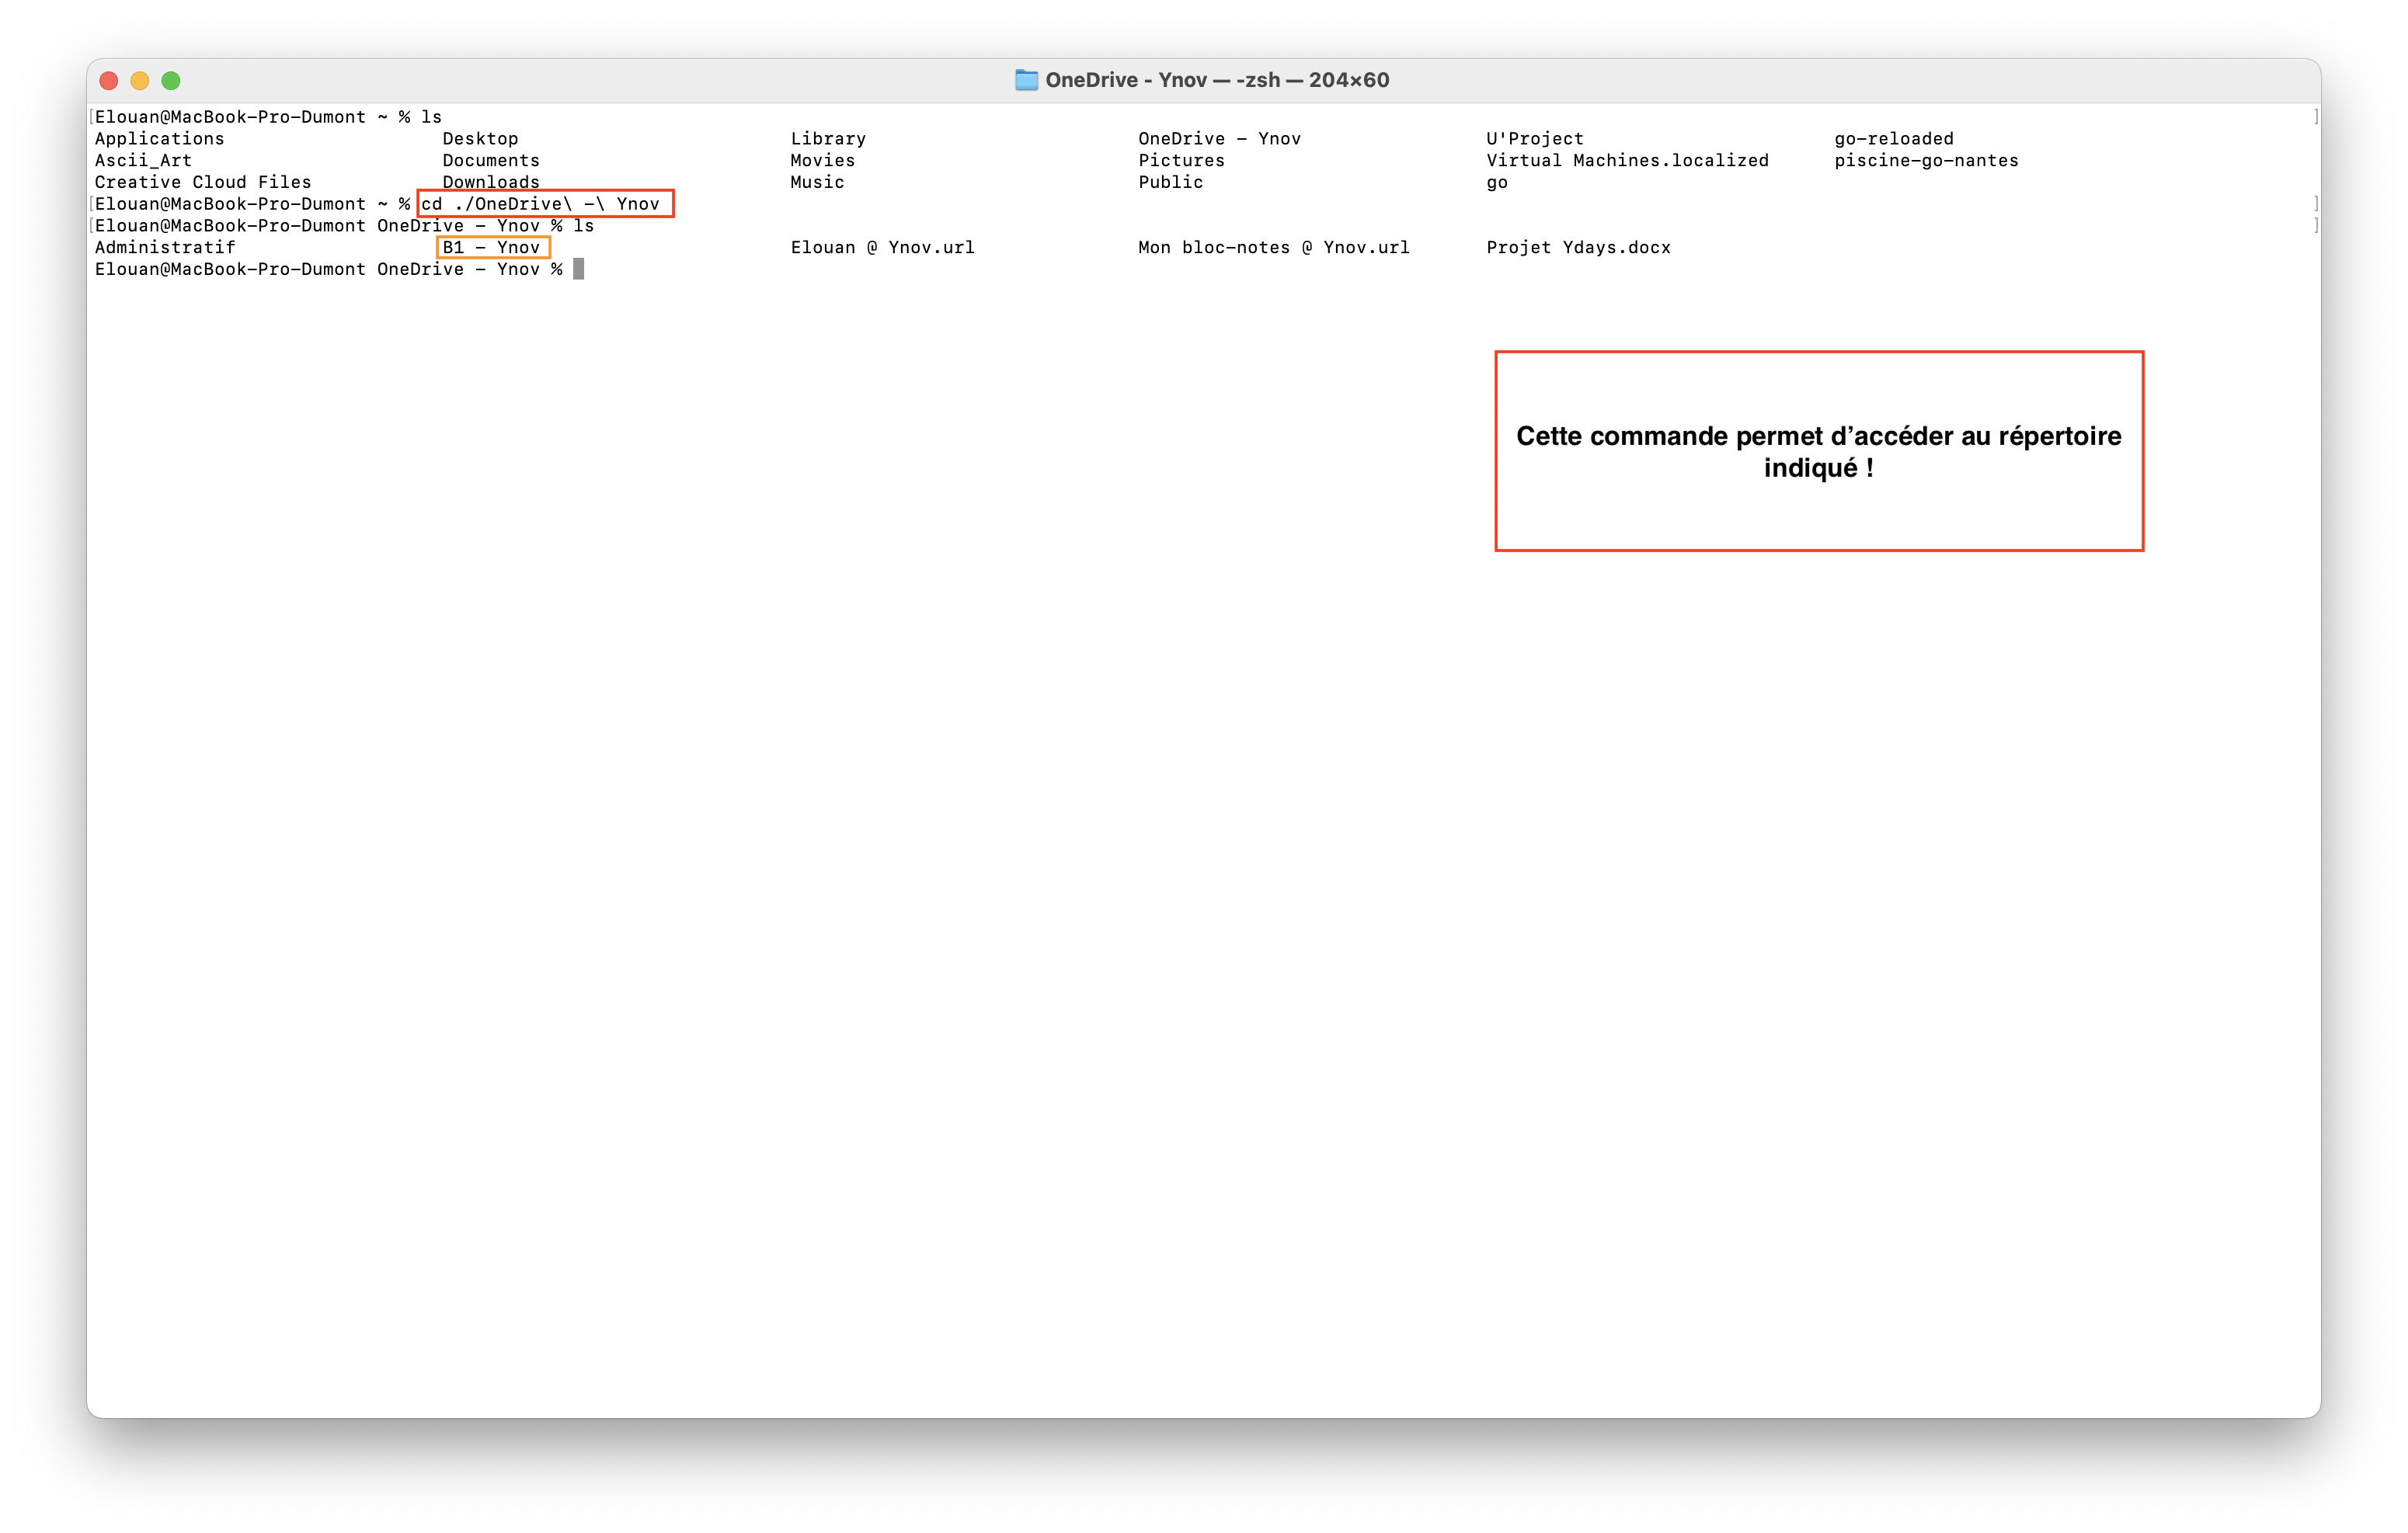 OneDrive - Ynov — -zsh — 204×60
Elouan@MacBook-Pro-Dumont ~ % ls
Applications Desktop Library OneDrive - Ynov U'Project go-reloaded
Ascii_Art Documents Movies Pictures Virtual Machines.localized piscine-go-nantes
Creative Cloud Files Downloads Music Public go
Elouan@MacBook-Pro-Dumont ~ % cd ./OneDrive\ -\ Ynov
Elouan@MacBook-Pro-Dumont OneDrive - Ynov % ls
Administratif B1 - Ynov Elouan @ Ynov.url Mon bloc-notes @ Ynov.url Projet Ydays.docx
Elouan@MacBook-Pro-Dumont OneDrive - Ynov %
Cette commande permet d’accéder au répertoire
indiqué !